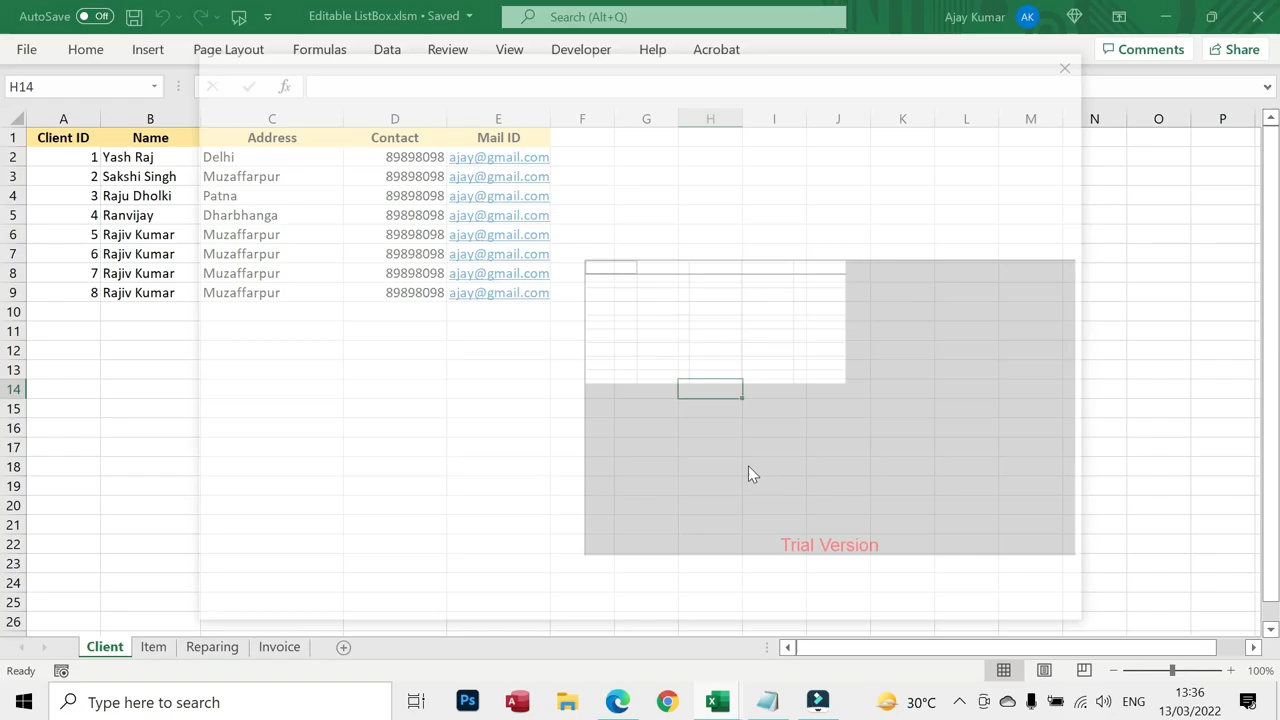 AutoSave Off Editable ListBox.xlsm • Saved Search (Alt+Q) Ajay Kumar AK
File Home Insert Page Layout Formulas Data Review View Developer Help Acrobat Comments Share
H14 fx
A B C D E F G H I J K L M N O P
1 Client ID Name Address Contact Mail ID
2 1 Yash Raj Delhi 89898098 ajay@gmail.com
3 2 Sakshi Singh Muzaffarpur 89898098 ajay@gmail.com
4 3 Raju Dholki Patna 89898098 ajay@gmail.com
5 4 Ranvijay Dharbhanga 89898098 ajay@gmail.com
6 5 Rajiv Kumar Muzaffarpur 89898098 ajay@gmail.com
7 6 Rajiv Kumar Muzaffarpur 89898098 ajay@gmail.com
8 7 Rajiv Kumar Muzaffarpur 89898098 ajay@gmail.com
9 8 Rajiv Kumar Muzaffarpur 89898098 ajay@gmail.com
10
11
12
13
14
15
16
17
18
19
20
21
22 Trial Version
23
24
25
26
Client Item Reparing Invoice
Ready 100%
Type here to search Ps 30°C ENG 13:36
13/03/2022